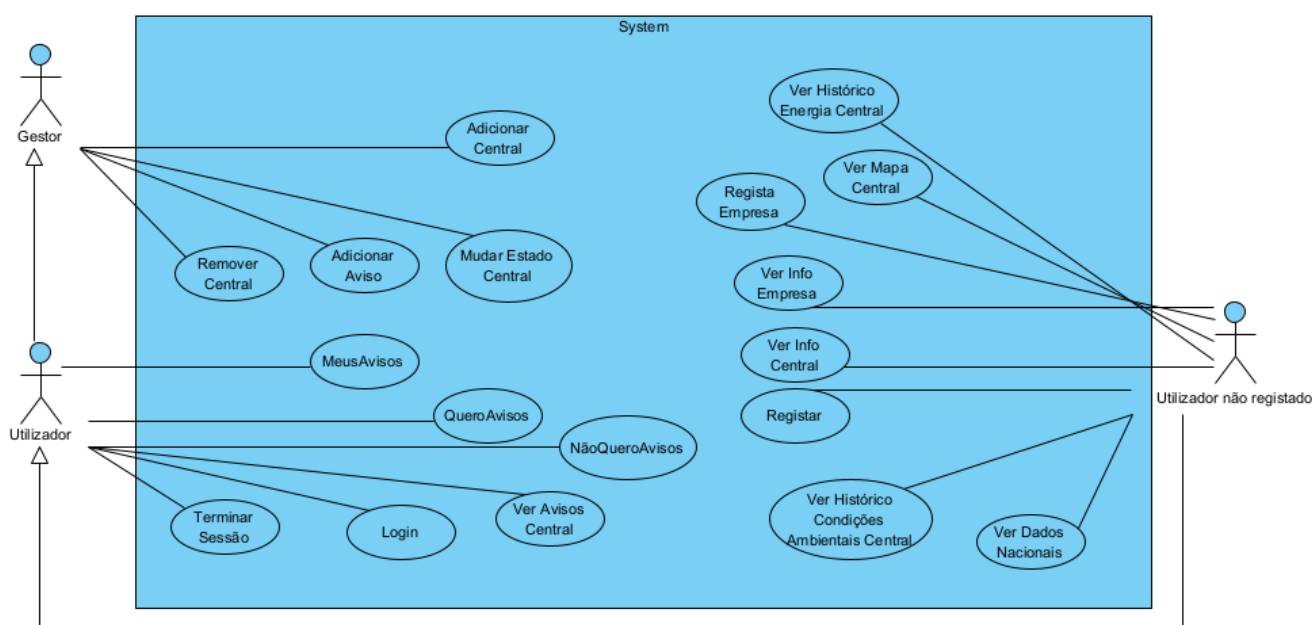 System
Gestor
Adicionar
Central
Ver Histórico
Energia Central
Ver Mapa
Central
Regista
Empresa
Remover
Central
Adicionar
Aviso
Mudar Estado
Central
Ver Info
Empresa
MeusAvisos
Ver Info
Central
Utilizador não registado
Utilizador
QueroAvisos
NãoQueroAvisos
Registar
Terminar
Sessão
Login
Ver Avisos
Central
Ver Histórico
Condições
Ambientais Central
Ver Dados
Nacionais